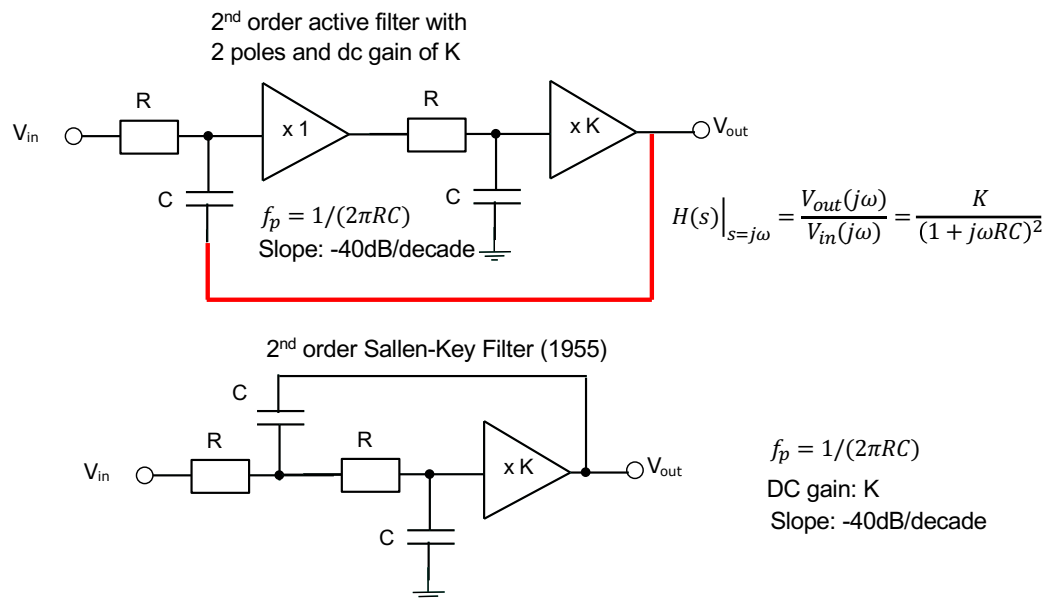 2nd order active filter with
2 poles and dc gain of K
R
R
Vin
x 1
x K
Vout
C
C
fp = 1/(2πRC)
Slope: -40dB/decade
H(s)|s=jω = Vout(jω)/Vin(jω) = K/(1 + jωRC)²
2nd order Sallen-Key Filter (1955)
C
R
R
Vin
x K
Vout
C
fp = 1/(2πRC)
DC gain: K
Slope: -40dB/decade